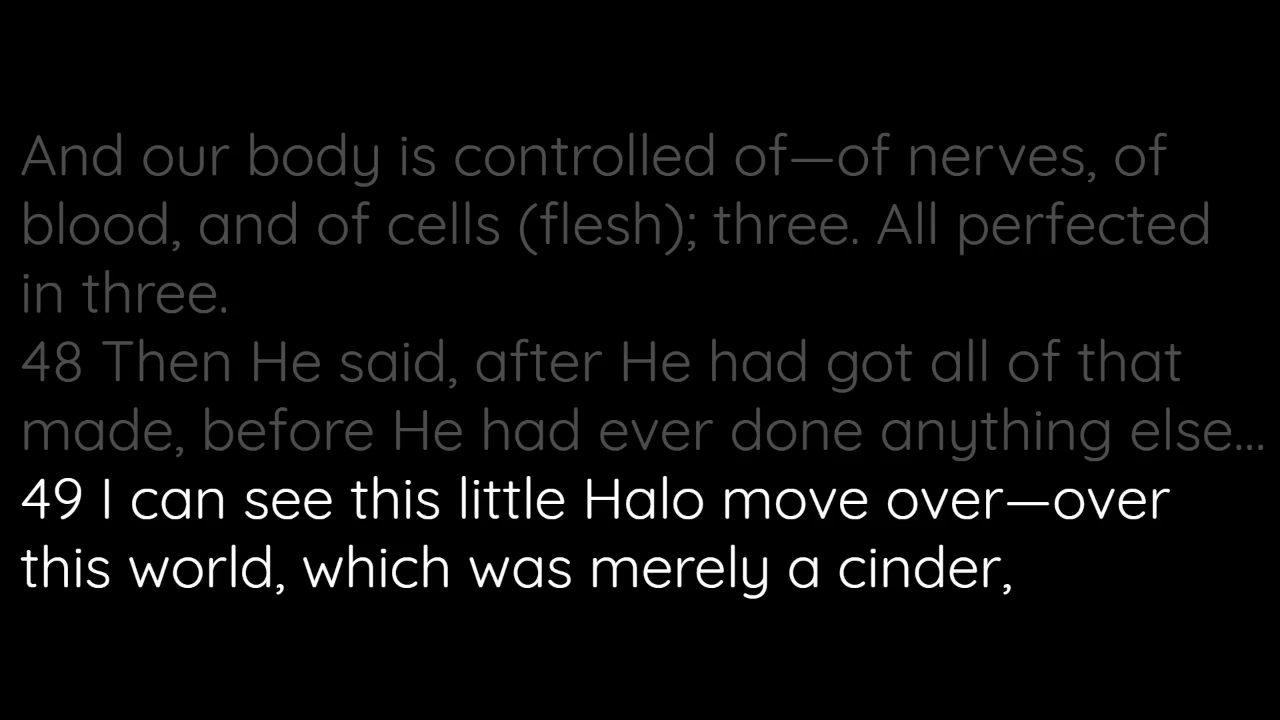 And our body is controlled of—of nerves, of
blood, and of cells (flesh); three. All perfected
in three.
48 Then He said, after He had got all of that
made, before He had ever done anything else...
49 I can see this little Halo move over—over
this world, which was merely a cinder,